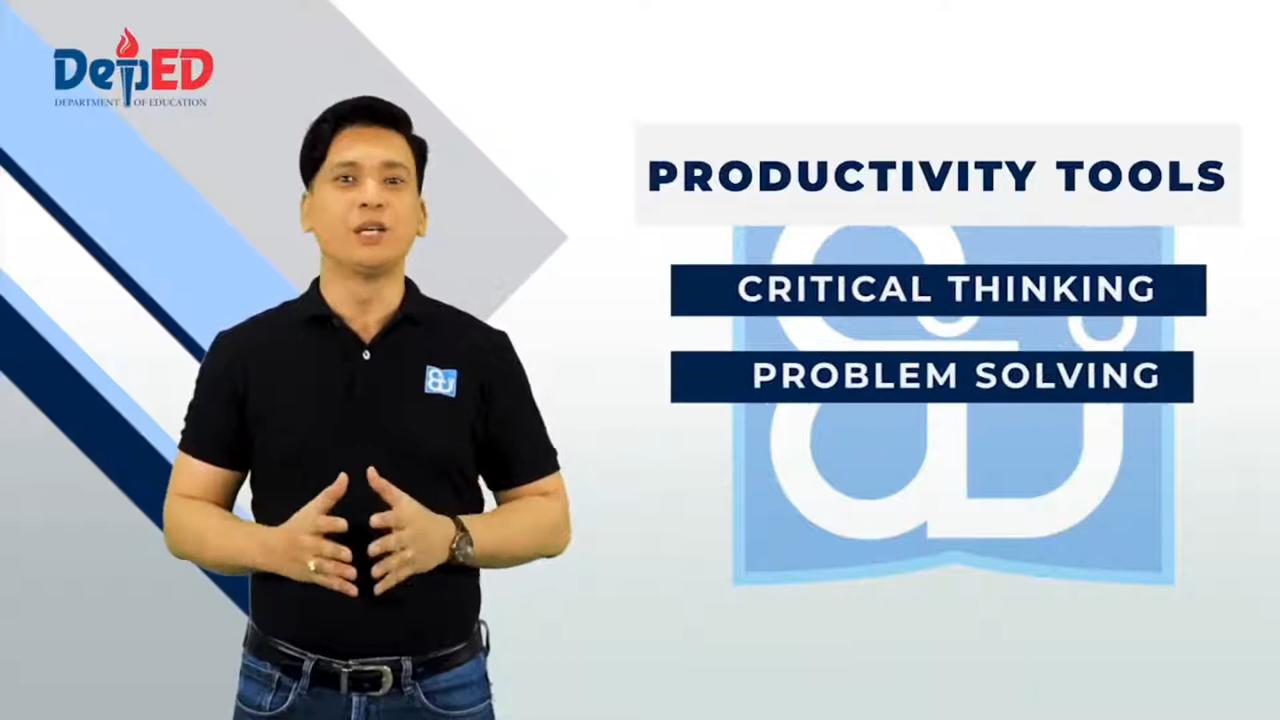 DepED
DEPARTMENT OF EDUCATION
PRODUCTIVITY TOOLS
CRITICAL THINKING
PROBLEM SOLVING